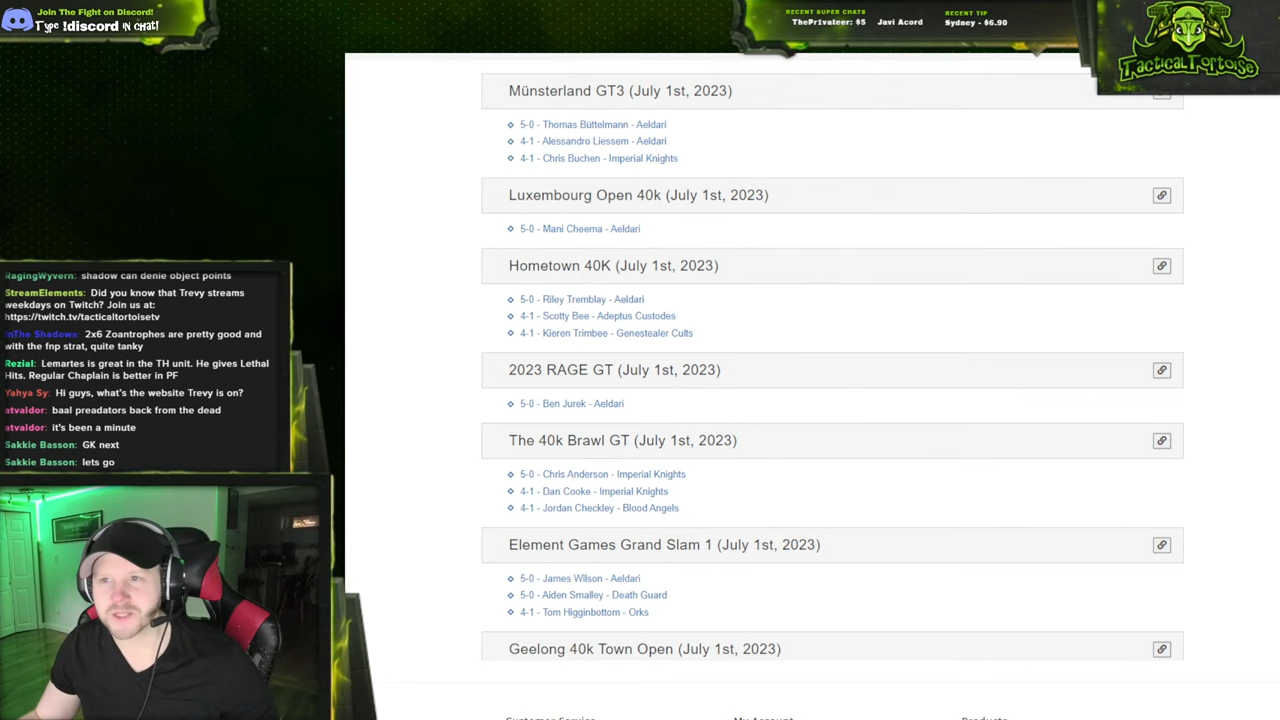 Join The Fight on Discord!
Type !discord in chat!
RECENT SUPER CHATS
ThePr1vateer: $5 Javi Acord
RECENT TIP
Sydney - $6.90
TACTICALTORTOISE
Münsterland GT3 (July 1st, 2023)
5-0 - Thomas Büttelmann - Aeldari
4-1 - Alessandro Liessem - Aeldari
4-1 - Chris Buchen - Imperial Knights
Luxembourg Open 40k (July 1st, 2023)
5-0 - Mani Cheema - Aeldari
Hometown 40K (July 1st, 2023)
5-0 - Riley Tremblay - Aeldari
4-1 - Scotty Bee - Adeptus Custodes
4-1 - Kieren Trimbee - Genestealer Cults
2023 RAGE GT (July 1st, 2023)
5-0 - Ben Jurek - Aeldari
The 40k Brawl GT (July 1st, 2023)
5-0 - Chris Anderson - Imperial Knights
4-1 - Dan Cooke - Imperial Knights
4-1 - Jordan Checkley - Blood Angels
Element Games Grand Slam 1 (July 1st, 2023)
5-0 - James Wilson - Aeldari
5-0 - Aiden Smalley - Death Guard
4-1 - Tom Higginbottom - Orks
Geelong 40k Town Open (July 1st, 2023)
Customer Service My Account Products
RagingWyvern: shadow can denie object points
StreamElements: Did you know that Trevy streams
weekdays on Twitch? Join us at:
https://twitch.tv/tacticaltortoisetv
InThe Shadows: 2x6 Zoantrophes are pretty good and
with the fnp strat, quite tanky
Rezial: Lemartes is great in the TH unit. He gives Lethal
Hits. Regular Chaplain is better in PF
Yahya Sy: Hi guys, what's the website Trevy is on?
atvaldor: baal preadators back from the dead
atvaldor: it's been a minute
Sakkie Basson: GK next
Sakkie Basson: lets go